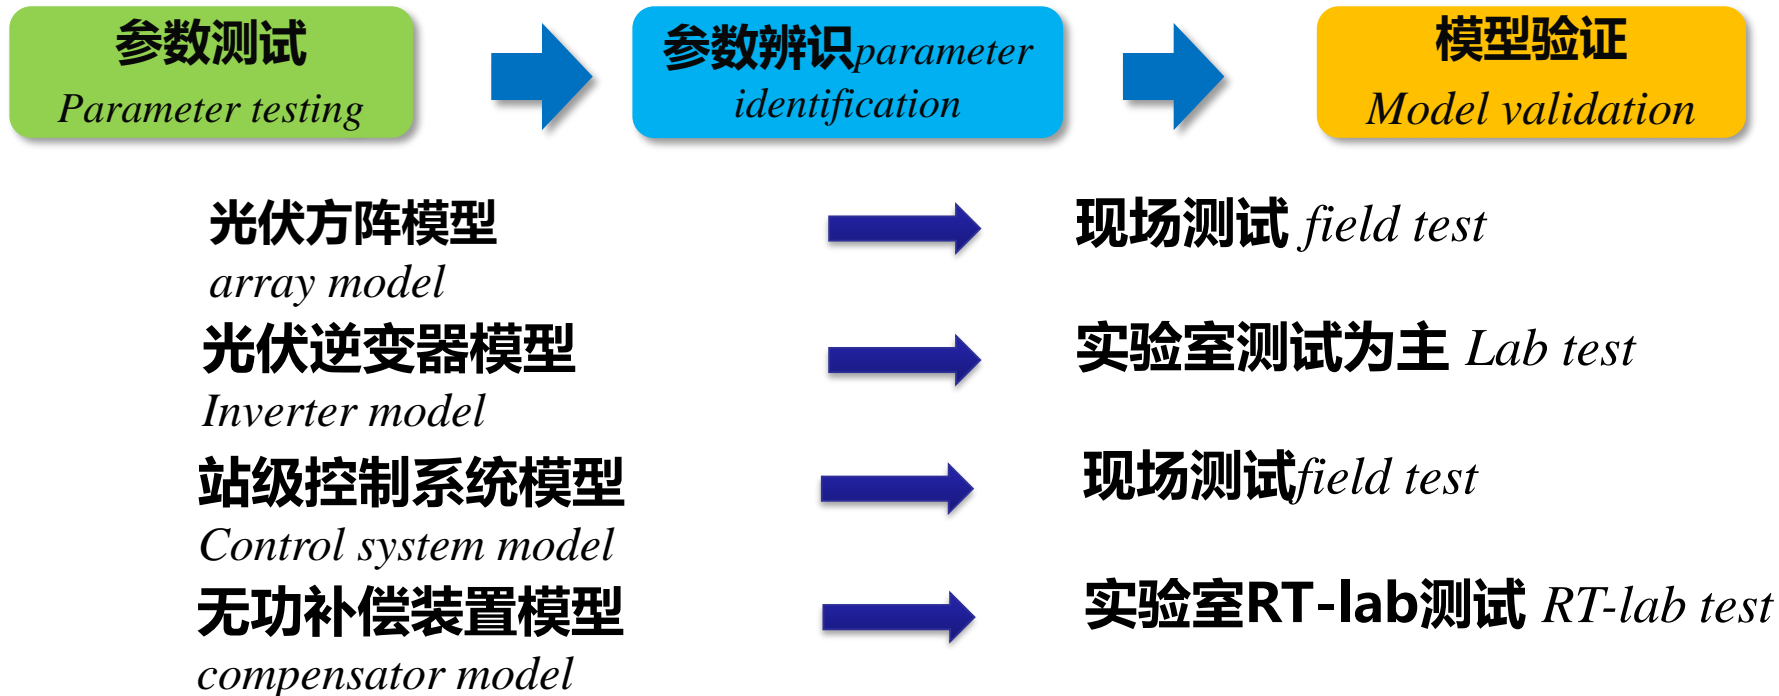 参数测试
Parameter testing
参数辨识parameter
identification
模型验证
Model validation
光伏方阵模型
array model
现场测试 field test
光伏逆变器模型
Inverter model
实验室测试为主 Lab test
站级控制系统模型
Control system model
现场测试field test
无功补偿装置模型
compensator model
实验室RT-lab测试 RT-lab test